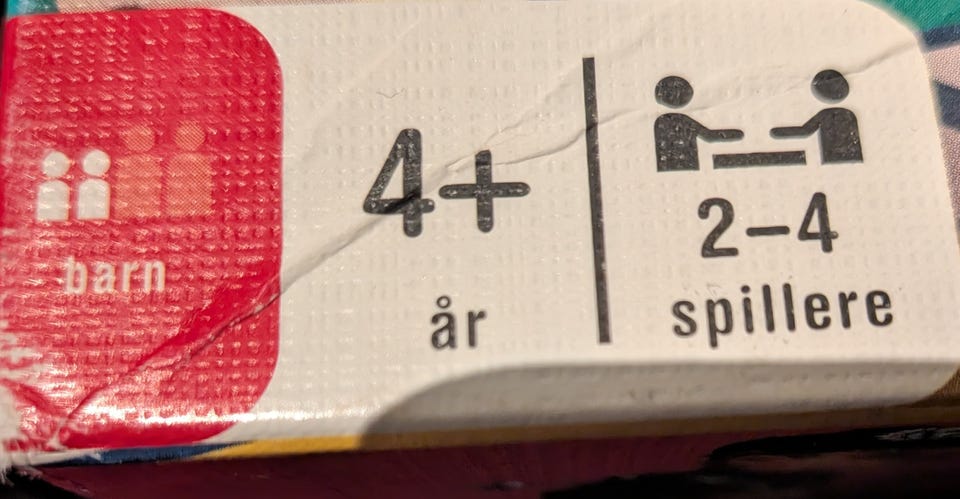 barn
4+
år
2–4
spillere